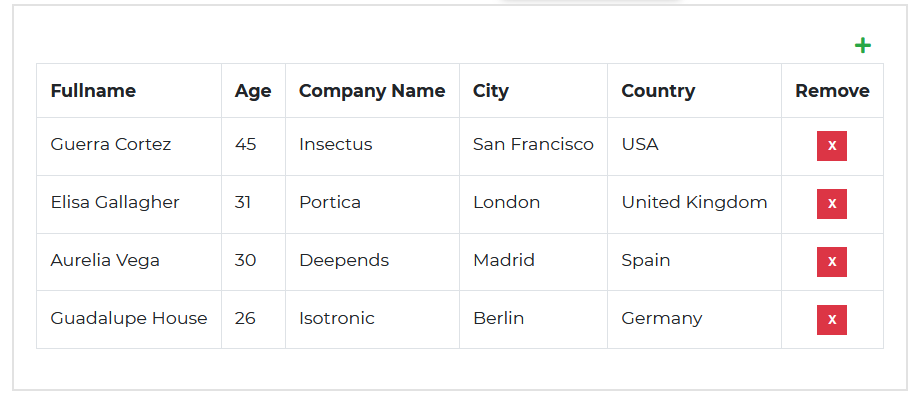 +
Fullname Age Company Name City Country Remove
Guerra Cortez 45 Insectus San Francisco USA x
Elisa Gallagher 31 Portica London United Kingdom x
Aurelia Vega 30 Deepends Madrid Spain x
Guadalupe House 26 Isotronic Berlin Germany x